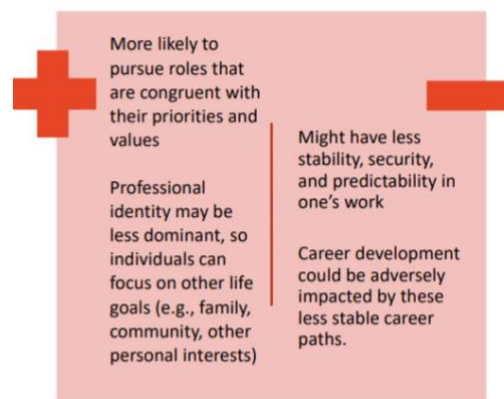 More likely to
pursue roles that
are congruent with
their priorities and
values
Professional
identity may be
less dominant, so
individuals can
focus on other life
goals (e.g., family,
community, other
personal interests)
Might have less
stability, security,
and predictability in
one's work
Career development
could be adversely
impacted by these
less stable career
paths.